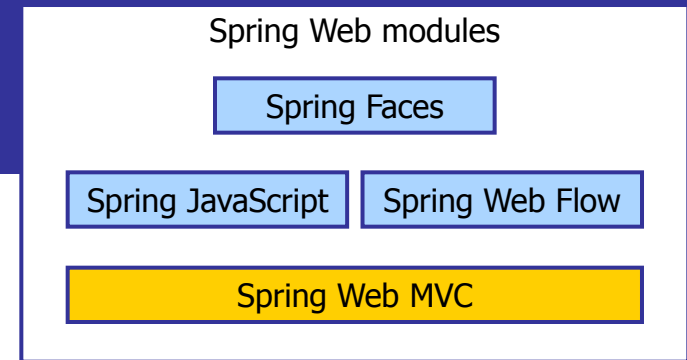 Spring Web modules
Spring Faces
Spring JavaScript
Spring Web Flow
Spring Web MVC